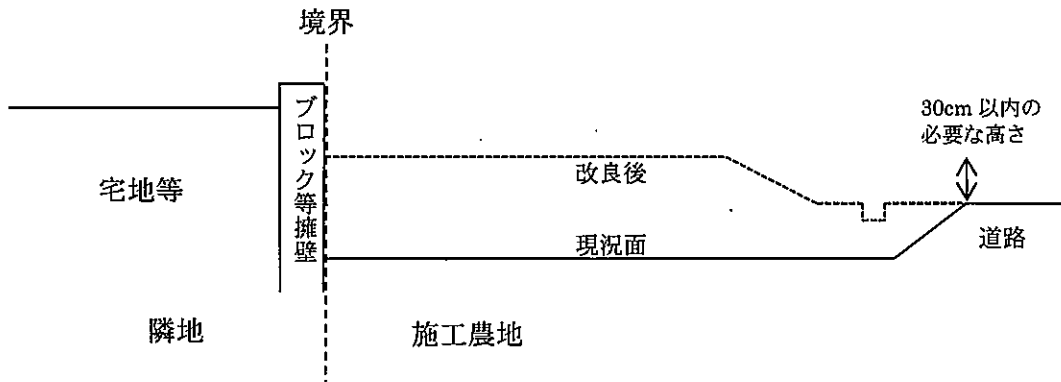 境界
ブロック等擁壁
30cm 以内の
必要な高さ
宅地等
改良後
現況面
道路
隣地
施工農地